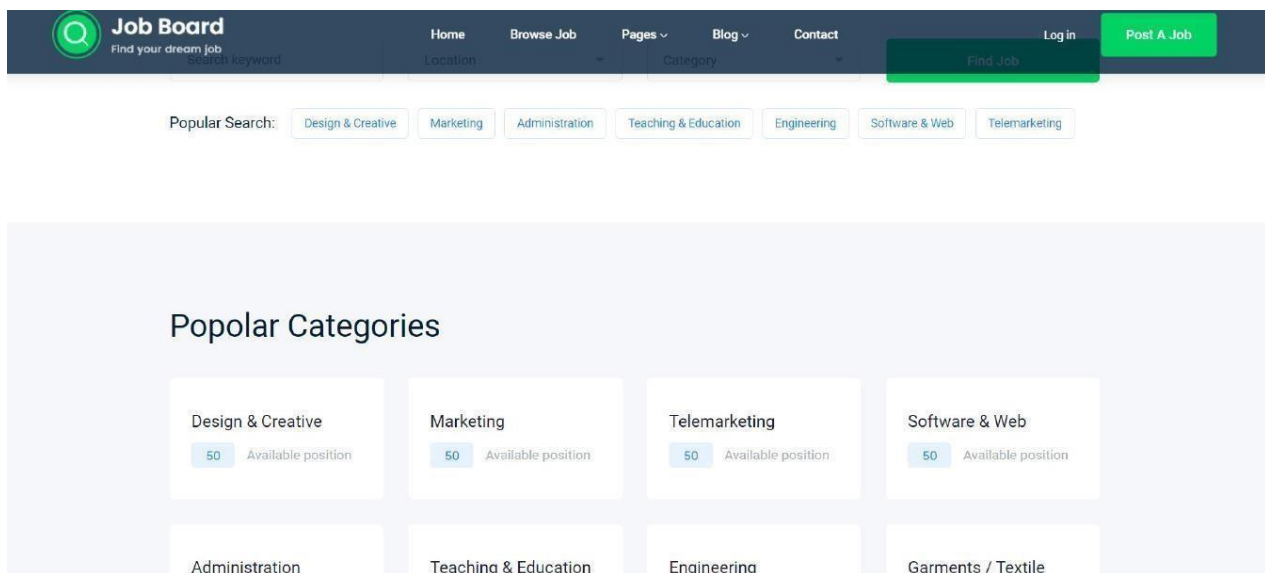 Job Board
Find your dream job
Home Browse Job Pages Blog Contact Log in Post A Job
Search keyword Location Category Find Job
Popular Search: Design & Creative Marketing Administration Teaching & Education Engineering Software & Web Telemarketing
Popolar Categories
Design & Creative Marketing Telemarketing Software & Web
50 Available position 50 Available position 50 Available position 50 Available position
Administration Teaching & Education Engineering Garments / Textile